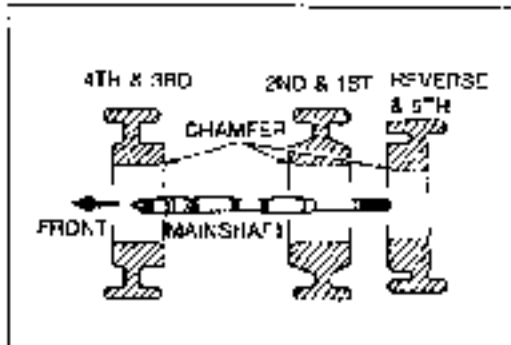 4TH & 3RD
2ND & 1ST
REVERSE
& 5TH
CHAMFER
FRONT
MAINSHAFT